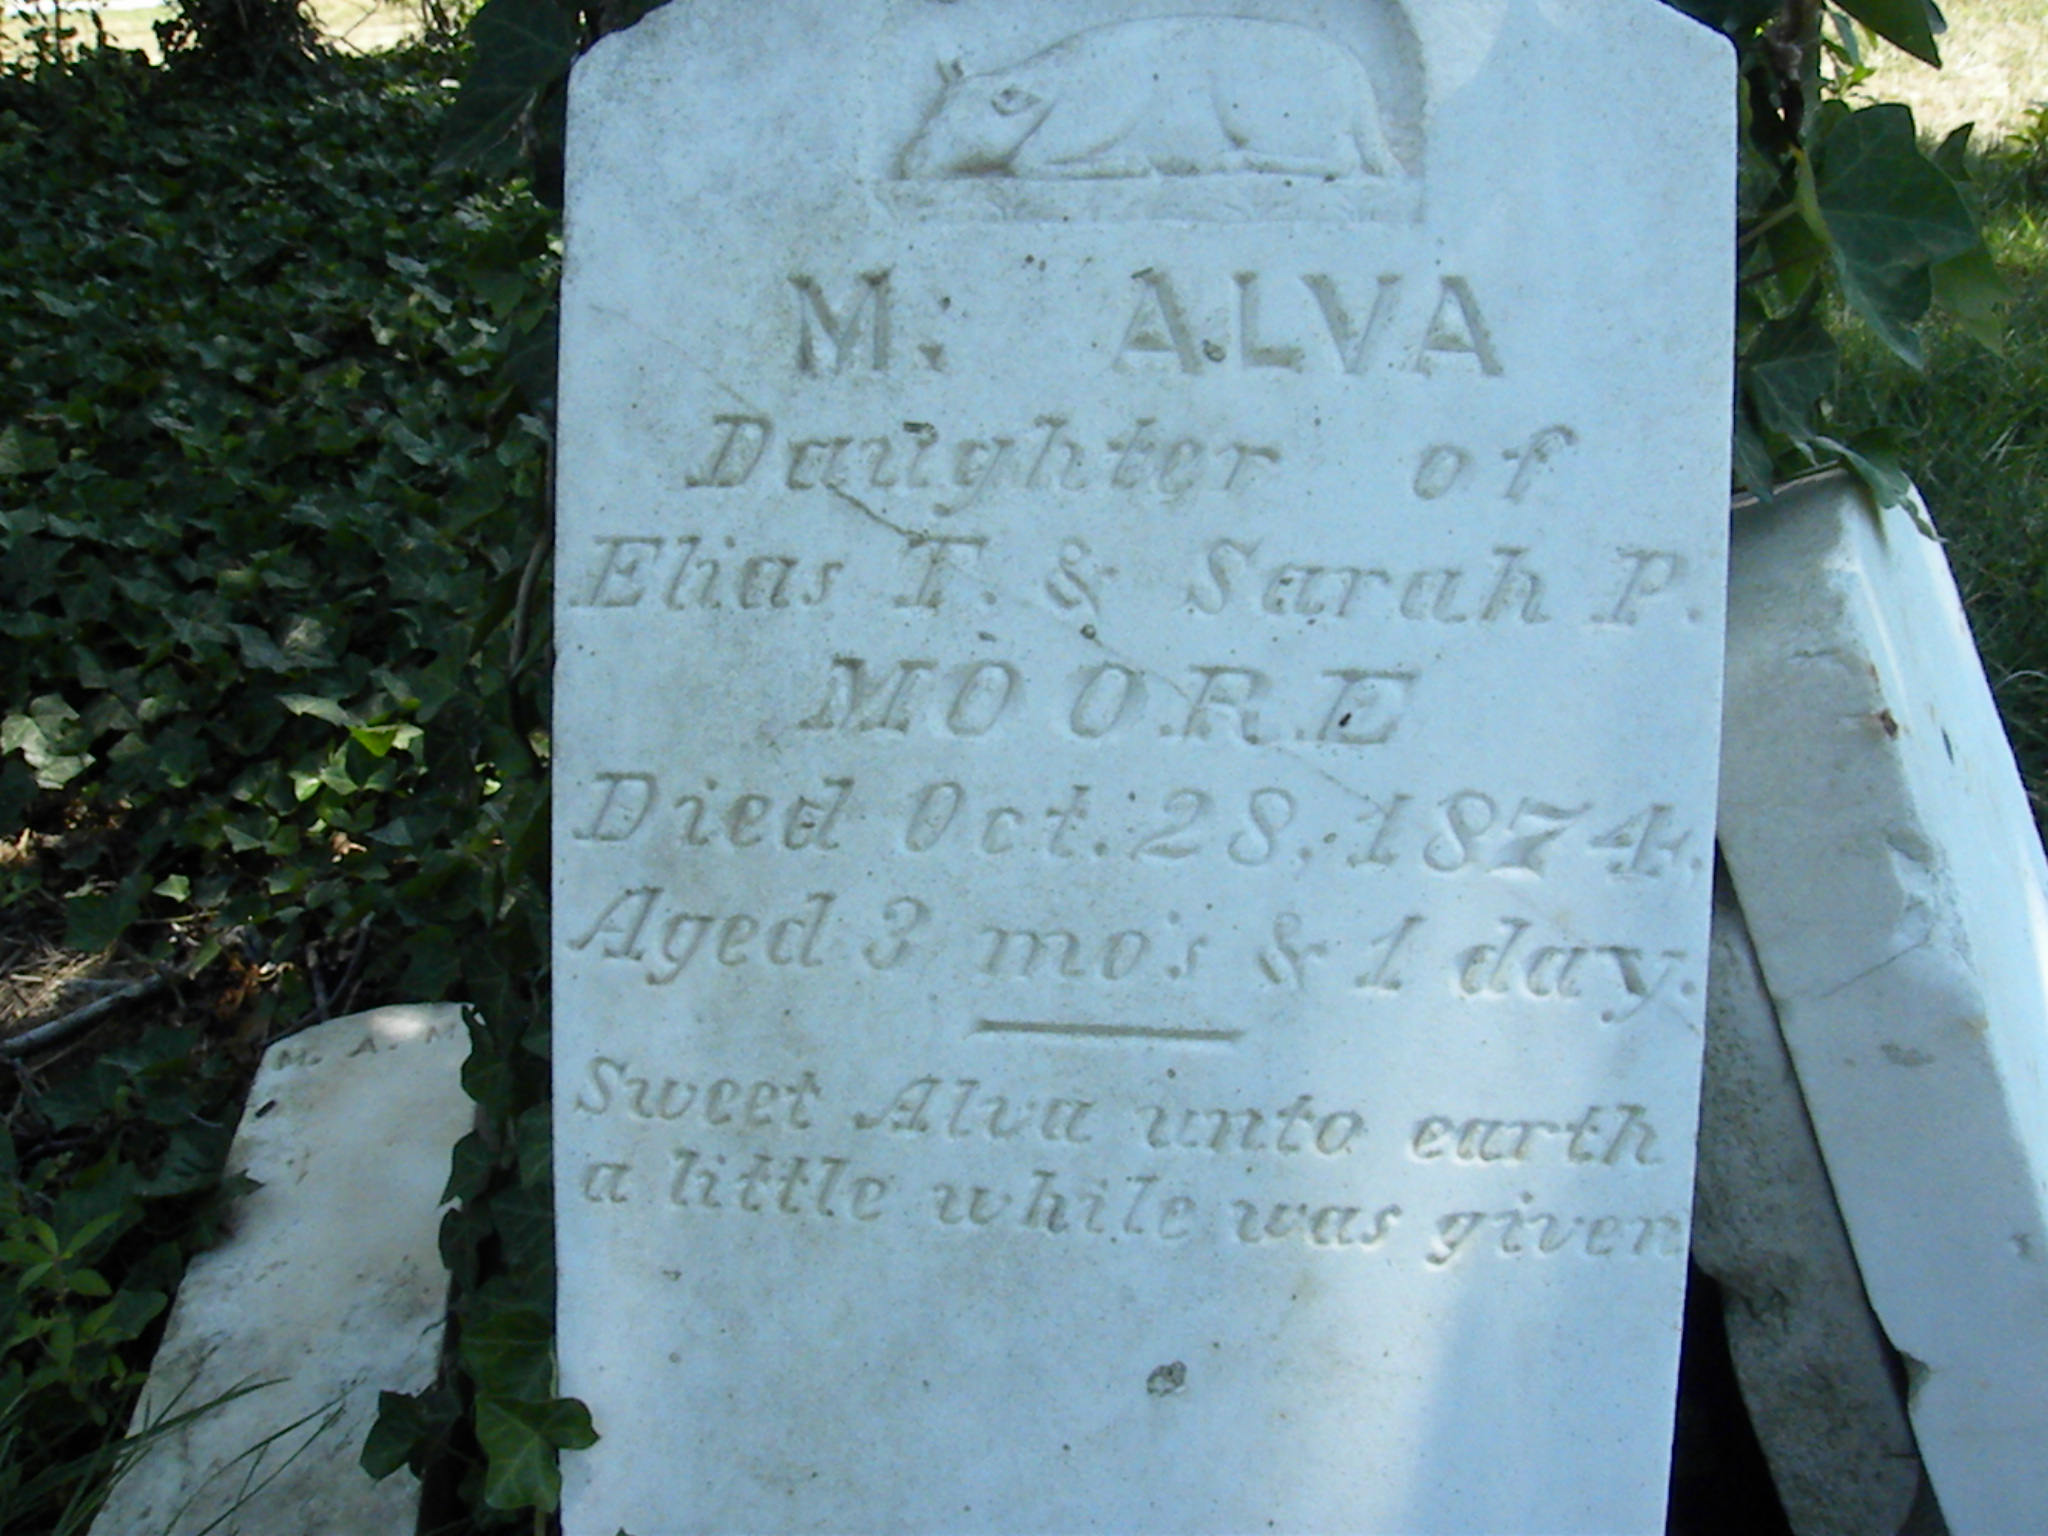 M. ALVA
Daughter of
Elias T. & Sarah P.
MOORE
Died Oct. 28, 1874,
Aged 3 mo's & 1 day.
Sweet Alva unto earth
a little while was given
M. A. M